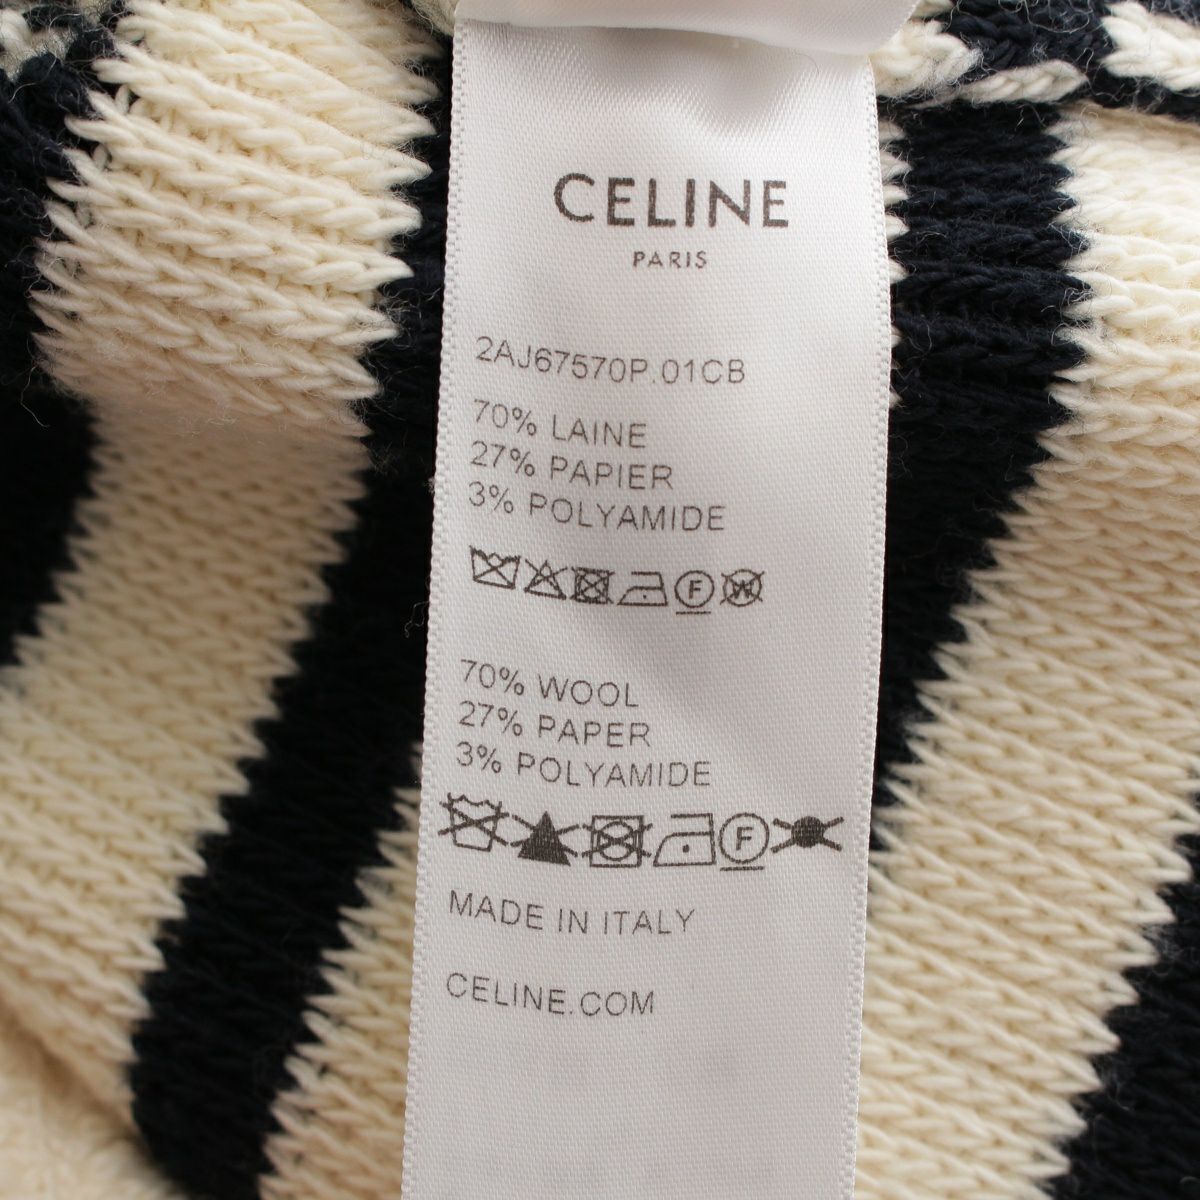 CELINE
PARIS
2AJ67570P.01CB
70% LAINE
27% PAPIER
3% POLYAMIDE
F W
70% WOOL
27% PAPER
3% POLYAMIDE
F
MADE IN ITALY
CELINE.COM